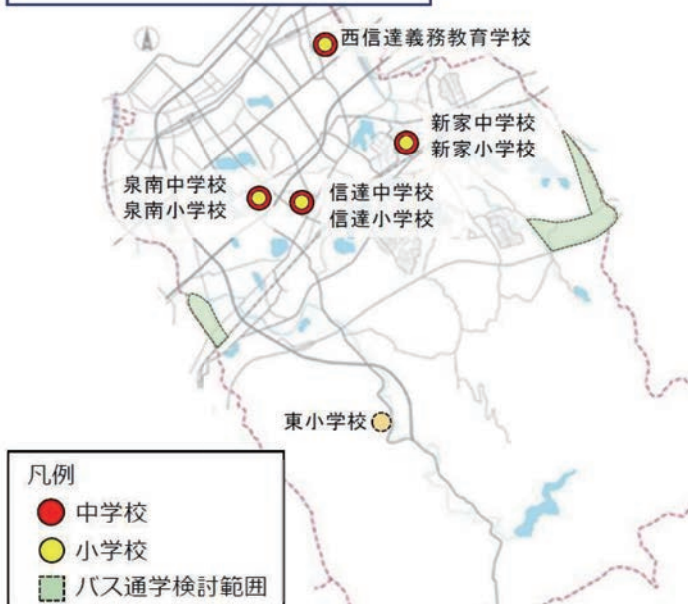 西信達義務教育学校
新家中学校
新家小学校
泉南中学校
泉南小学校
信達中学校
信達小学校
東小学校
凡例
中学校
小学校
バス通学検討範囲